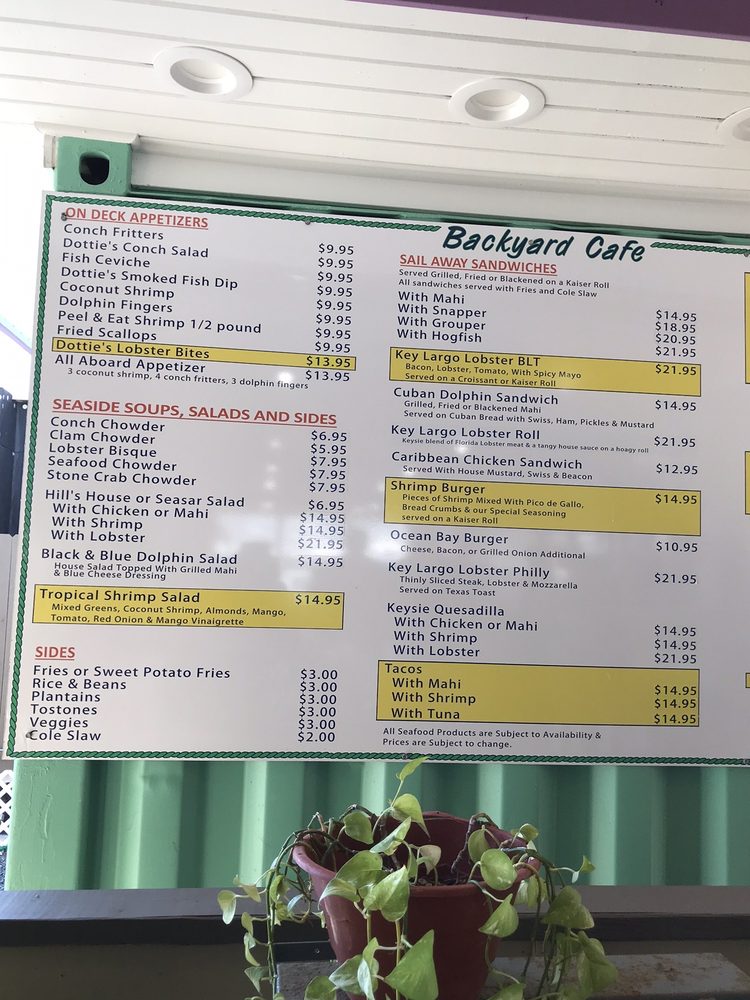 Backyard Cafe
ON DECK APPETIZERS
Conch Fritters $9.95
Dottie's Conch Salad $9.95
Fish Ceviche $9.95
Dottie's Smoked Fish Dip $9.95
Coconut Shrimp $9.95
Dolphin Fingers $9.95
Peel & Eat Shrimp 1/2 pound $9.95
Fried Scallops $9.95
Dottie's Lobster Bites $13.95
All Aboard Appetizer $13.95
3 coconut shrimp, 4 conch fritters, 3 dolphin fingers
SEASIDE SOUPS, SALADS AND SIDES
Conch Chowder $6.95
Clam Chowder $5.95
Lobster Bisque $7.95
Seafood Chowder $7.95
Stone Crab Chowder $7.95
Hill's House or Seasar Salad $6.95
With Chicken or Mahi $14.95
With Shrimp $14.95
With Lobster $21.95
Black & Blue Dolphin Salad $14.95
House Salad Topped With Grilled Mahi
& Blue Cheese Dressing
Tropical Shrimp Salad $14.95
Mixed Greens, Coconut Shrimp, Almonds, Mango,
Tomato, Red Onion & Mango Vinaigrette
SIDES
Fries or Sweet Potato Fries $3.00
Rice & Beans $3.00
Plantains $3.00
Tostones $3.00
Veggies $3.00
Cole Slaw $2.00
SAIL AWAY SANDWICHES
Served Grilled, Fried or Blackened on a Kaiser Roll
All sandwiches served with Fries and Cole Slaw
With Mahi $14.95
With Snapper $18.95
With Grouper $20.95
With Hogfish $21.95
Key Largo Lobster BLT $21.95
Bacon, Lobster, Tomato, With Spicy Mayo
Served on a Croissant or Kaiser Roll
Cuban Dolphin Sandwich $14.95
Grilled, Fried or Blackened Mahi
Served on Cuban Bread with Swiss, Ham, Pickles & Mustard
Key Largo Lobster Roll $21.95
Keysie blend of Florida Lobster meat & a tangy house sauce on a hoagy roll
Caribbean Chicken Sandwich $12.95
Served With House Mustard, Swiss & Beacon
Shrimp Burger $14.95
Pieces of Shrimp Mixed With Pico de Gallo,
Bread Crumbs & our Special Seasoning
served on a Kaiser Roll
Ocean Bay Burger $10.95
Cheese, Bacon, or Grilled Onion Additional
Key Largo Lobster Philly $21.95
Thinly Sliced Steak, Lobster & Mozzarella
Served on Texas Toast
Keysie Quesadilla
With Chicken or Mahi $14.95
With Shrimp $14.95
With Lobster $21.95
Tacos
With Mahi $14.95
With Shrimp $14.95
With Tuna $14.95
All Seafood Products are Subject to Availability &
Prices are Subject to change.